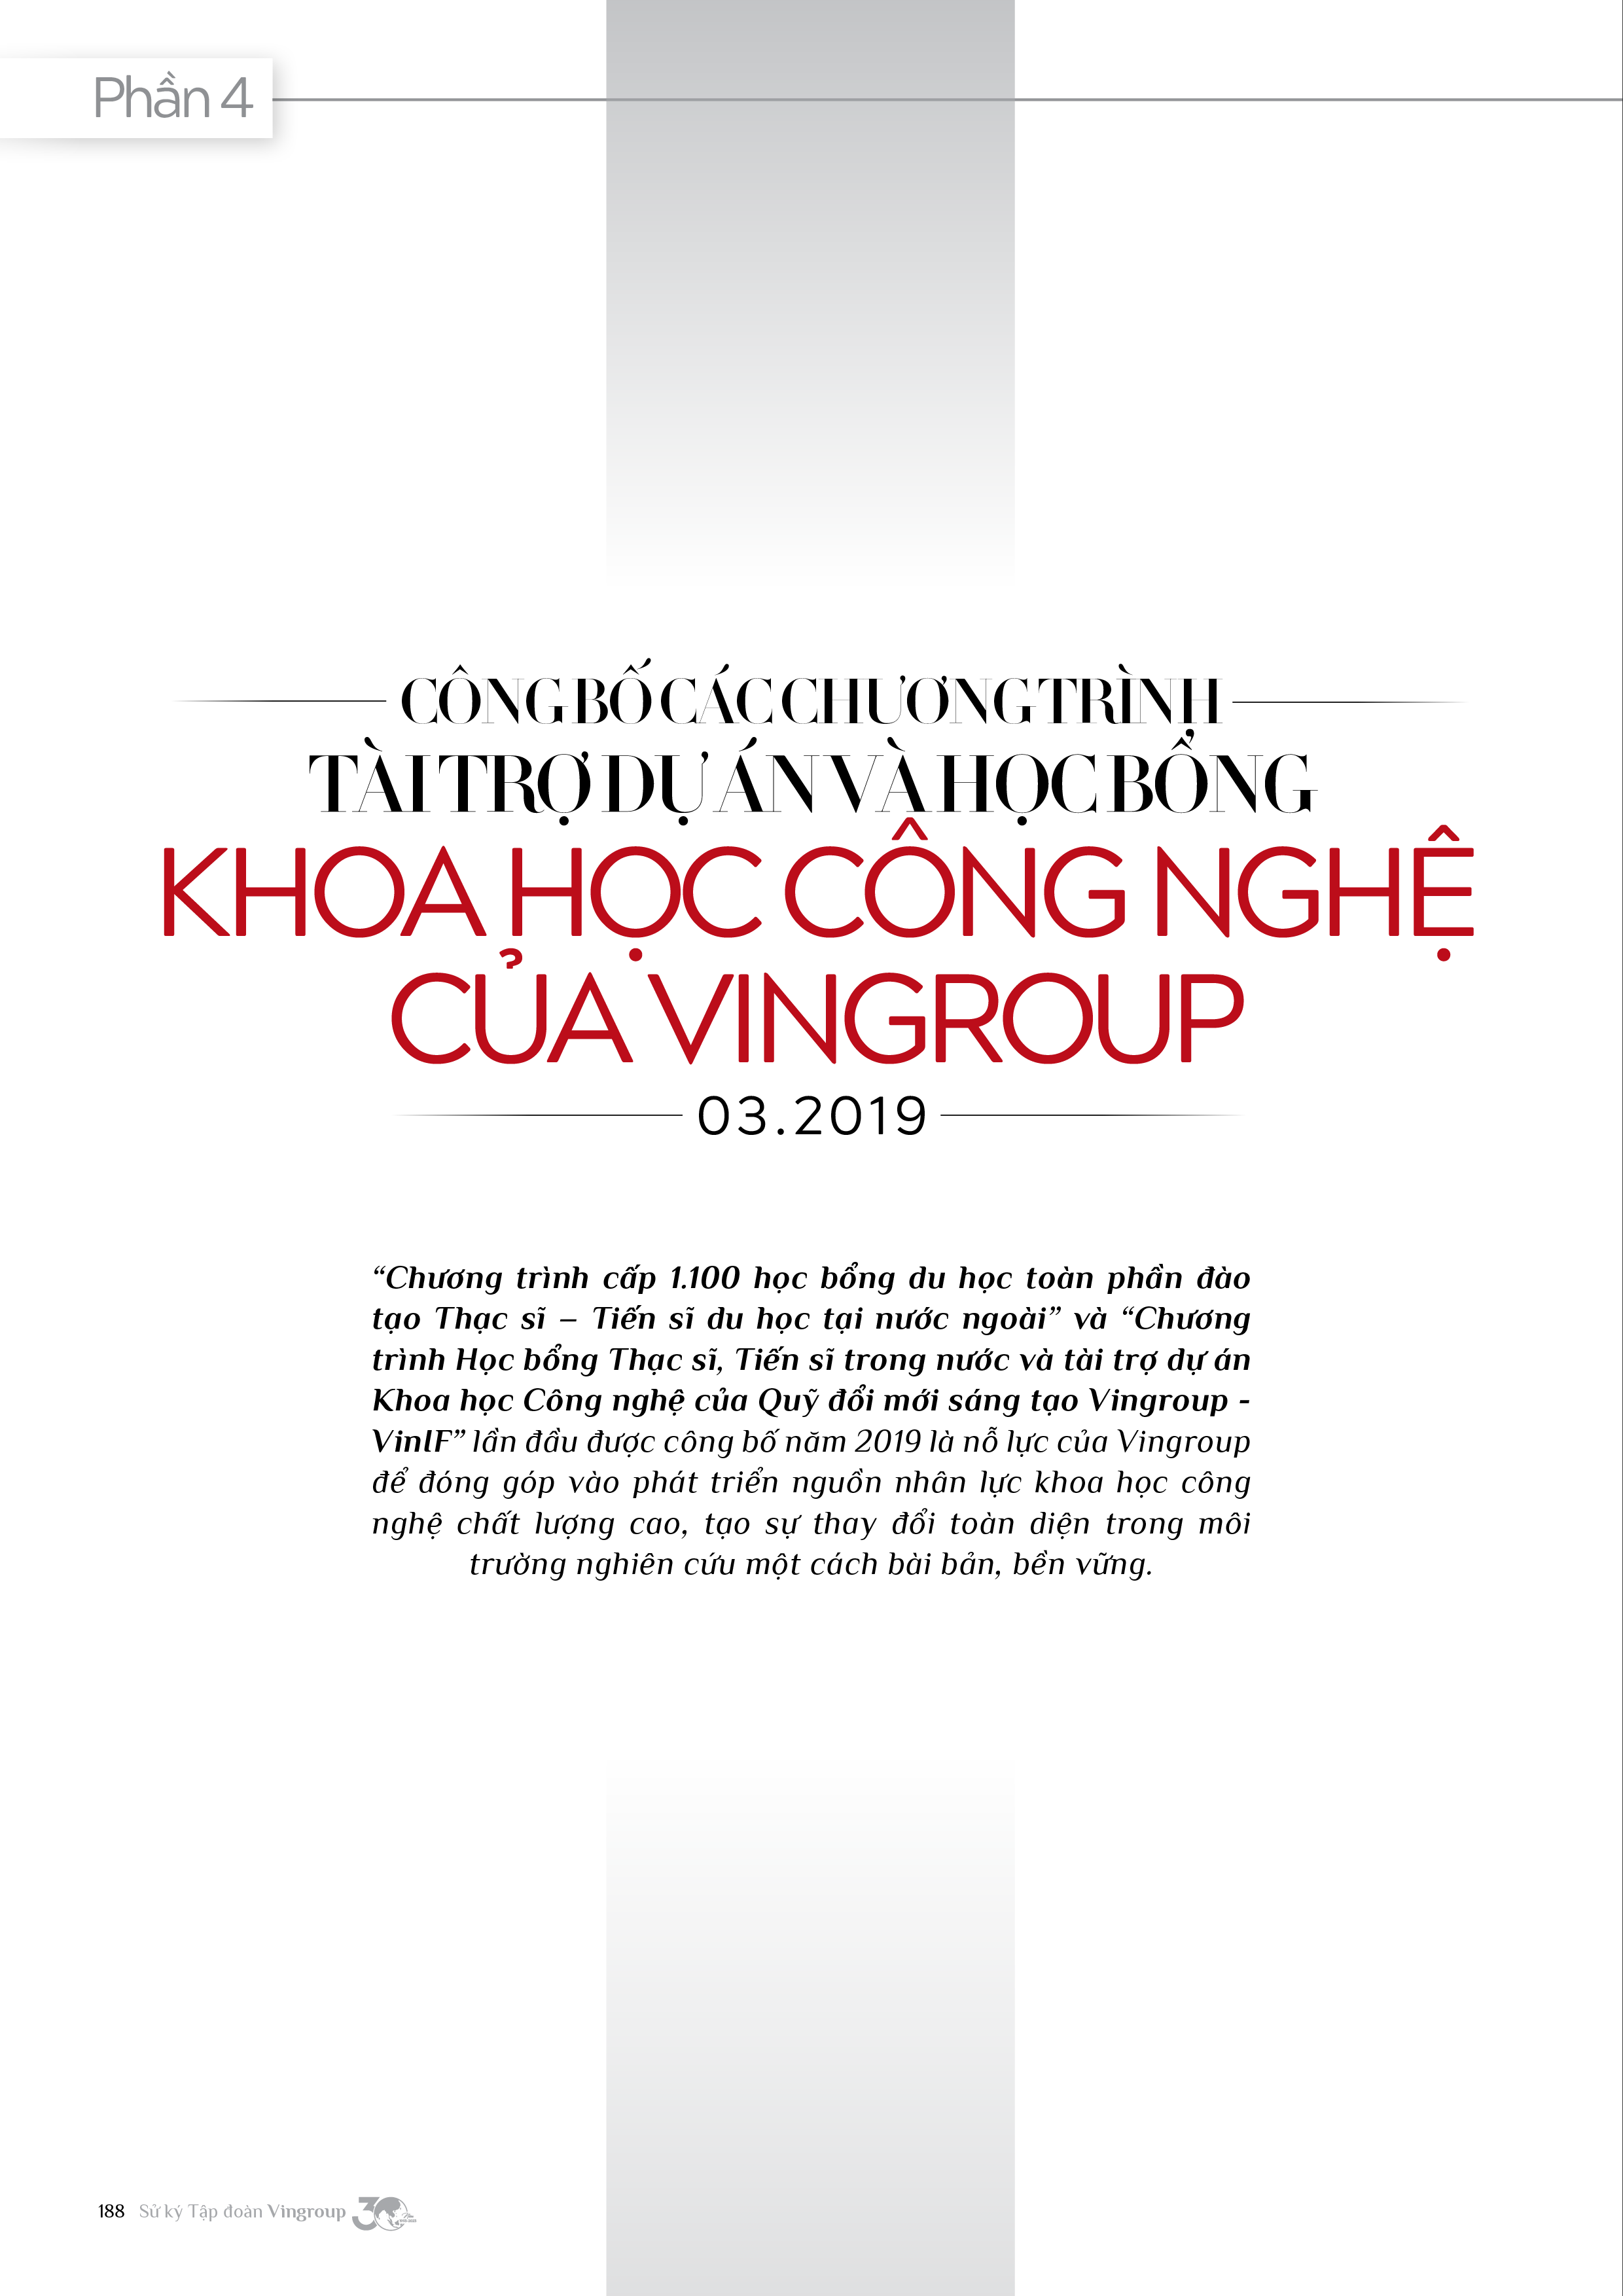 Phần 4
CÔNG BỐ CÁC CHƯƠNG TRÌNH
TÀI TRỢ DỰ ÁN VÀ HỌC BỔNG
KHOA HỌC CÔNG NGHỆ
CỦA VINGROUP
03.2019
“Chương trình cấp 1.100 học bổng du học toàn phần đào
tạo Thạc sĩ – Tiến sĩ du học tại nước ngoài” và “Chương
trình Học bổng Thạc sĩ, Tiến sĩ trong nước và tài trợ dự án
Khoa học Công nghệ của Quỹ đổi mới sáng tạo Vingroup -
VinIF” lần đầu được công bố năm 2019 là nỗ lực của Vingroup
để đóng góp vào phát triển nguồn nhân lực khoa học công
nghệ chất lượng cao, tạo sự thay đổi toàn diện trong môi
trường nghiên cứu một cách bài bản, bền vững.
188 Sử ký Tập đoàn Vingroup 30